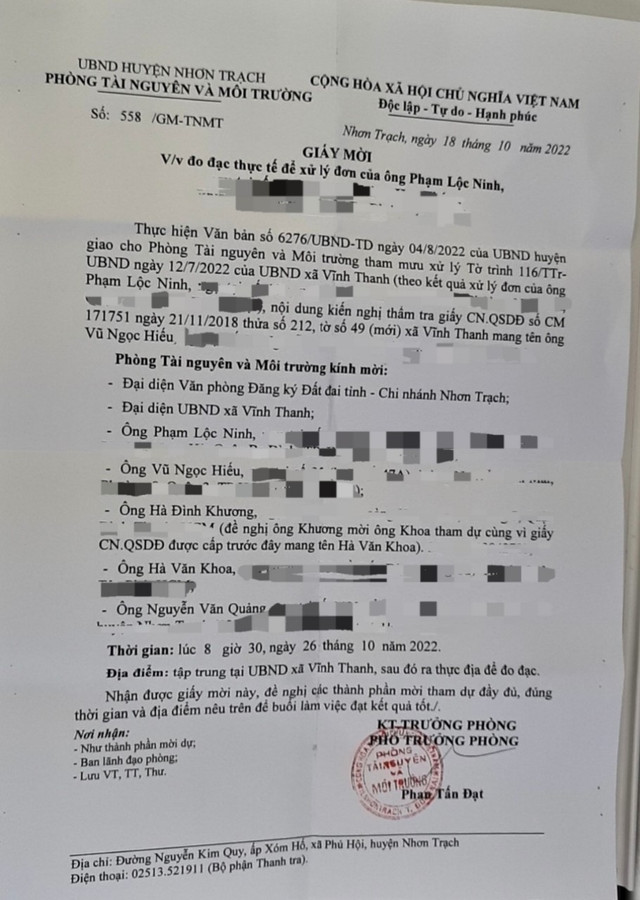 UBND HUYỆN NHƠN TRẠCH
PHÒNG TÀI NGUYÊN VÀ MÔI TRƯỜNG
CỘNG HÒA XÃ HỘI CHỦ NGHĨA VIỆT NAM
Độc lập - Tự do - Hạnh phúc
Số: 558 /GM-TNMT
Nhơn Trạch, ngày 18 tháng 10 năm 2022
GIẤY MỜI
V/v đo đạc thực tế để xử lý đơn của ông Phạm Lộc Ninh,
Thực hiện Văn bản số 6276/UBND-TD ngày 04/8/2022 của UBND huyện
giao cho Phòng Tài nguyên và Môi trường tham mưu xử lý Tờ trình 116/TTr-
UBND ngày 12/7/2022 của UBND xã Vĩnh Thanh (theo kết quả xử lý đơn của ông
Phạm Lộc Ninh,
), nội dung kiến nghị thẩm tra giấy CN.QSDĐ số CM
171751 ngày 21/11/2018 thửa số 212, tờ số 49 (mới) xã Vĩnh Thanh mang tên ông
Vũ Ngọc Hiếu,
Phòng Tài nguyên và Môi trường kính mời:
- Đại diện Văn phòng Đăng ký Đất đai tỉnh - Chi nhánh Nhơn Trạch;
- Đại diện UBND xã Vĩnh Thanh;
- Ông Phạm Lộc Ninh,
- Ông Vũ Ngọc Hiếu,
);
- Ông Hà Đình Khương,
(đề nghị ông Khương mời ông Khoa tham dự cùng vì giấy
CN.QSDĐ được cấp trước đây mang tên Hà Văn Khoa).
- Ông Hà Văn Khoa,
- Ông Nguyễn Văn Quảng
Thời gian: lúc 8 giờ 30, ngày 26 tháng 10 năm 2022.
Địa điểm: tập trung tại UBND xã Vĩnh Thanh, sau đó ra thực địa để đo đạc.
Nhận được giấy mời này, đề nghị các thành phần mời tham dự đầy đủ, đúng
thời gian và địa điểm nêu trên để buổi làm việc đạt kết quả tốt./.
Nơi nhận:
- Như thành phần mời dự;
- Ban lãnh đạo phòng;
- Lưu VT, TT, Thư.
KT.TRƯỞNG PHÒNG
PHÓ TRƯỞNG PHÒNG
PHÒNG
TÀI NGUYÊN
VÀ
MÔI TRƯỜNG
Phan Tấn Đạt
Địa chỉ: Đường Nguyễn Kim Quy, ấp Xóm Hố, xã Phú Hội, huyện Nhơn Trạch
Điện thoại: 02513.521911 (Bộ phận Thanh tra).